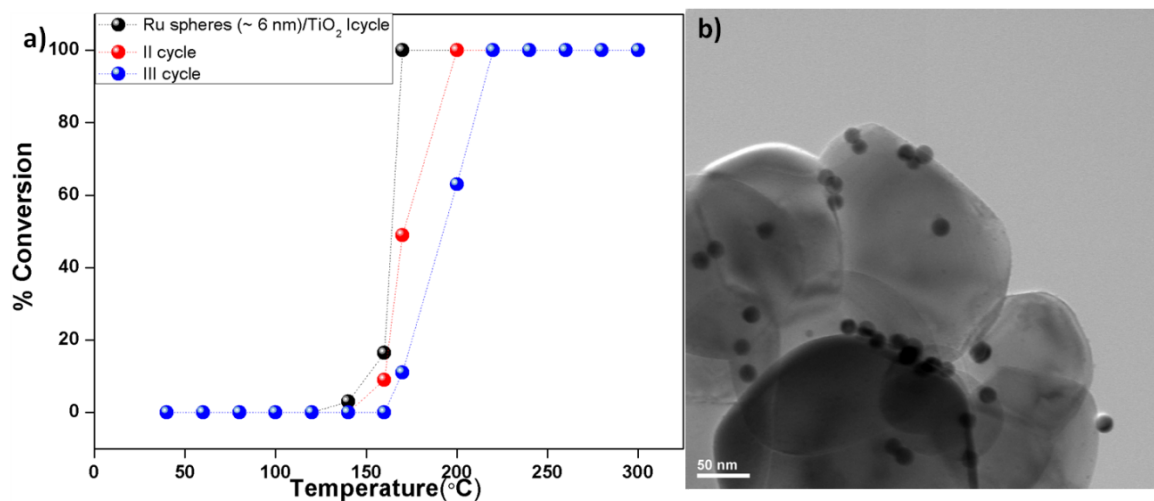 a)
Ru spheres (~ 6 nm)/TiO₂ Icycle
II cycle
III cycle
100
80
60
40
20
0
% Conversion
0 50 100 150 200 250 300
Temperature(°C)
b)
50 nm